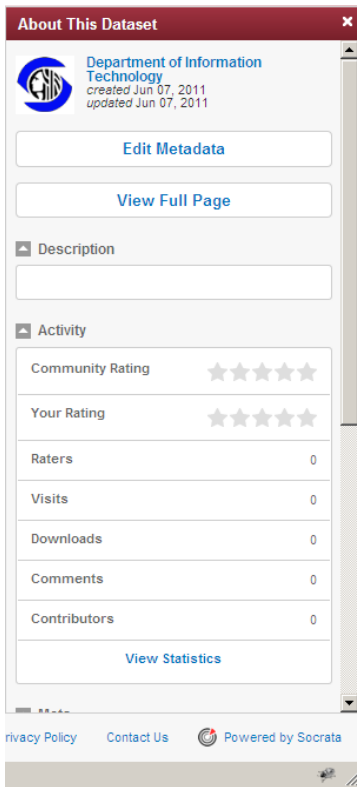 About This Dataset
Department of Information
Technology
created Jun 07, 2011
updated Jun 07, 2011
Edit Metadata
View Full Page
Description
Activity
Community Rating
Your Rating
Raters 0
Visits 0
Downloads 0
Comments 0
Contributors 0
View Statistics
rivacy Policy Contact Us Powered by Socrata